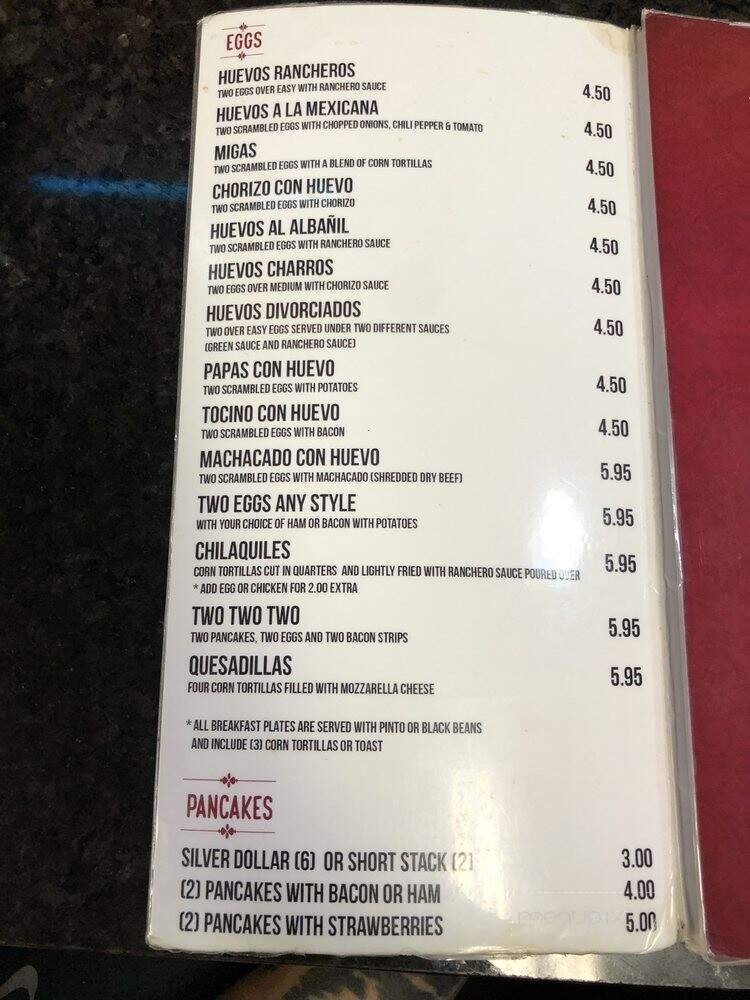 EGGS
HUEVOS RANCHEROS
TWO EGGS OVER EASY WITH RANCHERO SAUCE 4.50
HUEVOS A LA MEXICANA
TWO SCRAMBLED EGGS WITH CHOPPED ONIONS, CHILI PEPPER & TOMATO 4.50
MIGAS
TWO SCRAMBLED EGGS WITH A BLEND OF CORN TORTILLAS 4.50
CHORIZO CON HUEVO
TWO SCRAMBLED EGGS WITH CHORIZO 4.50
HUEVOS AL ALBAÑIL
TWO SCRAMBLED EGGS WITH RANCHERO SAUCE 4.50
HUEVOS CHARROS
TWO EGGS OVER MEDIUM WITH CHORIZO SAUCE 4.50
HUEVOS DIVORCIADOS
TWO OVER EASY EGGS SERVED UNDER TWO DIFFERENT SAUCES 4.50
(GREEN SAUCE AND RANCHERO SAUCE)
PAPAS CON HUEVO
TWO SCRAMBLED EGGS WITH POTATOES 4.50
TOCINO CON HUEVO
TWO SCRAMBLED EGGS WITH BACON 4.50
MACHACADO CON HUEVO
TWO SCRAMBLED EGGS WITH MACHACADO (SHREDDED DRY BEEF) 5.95
TWO EGGS ANY STYLE
WITH YOUR CHOICE OF HAM OR BACON WITH POTATOES 5.95
CHILAQUILES
CORN TORTILLAS CUT IN QUARTERS AND LIGHTLY FRIED WITH RANCHERO SAUCE POURED OVER 5.95
* ADD EGG OR CHICKEN FOR 2.00 EXTRA
TWO TWO TWO
TWO PANCAKES, TWO EGGS AND TWO BACON STRIPS 5.95
QUESADILLAS
FOUR CORN TORTILLAS FILLED WITH MOZZARELLA CHEESE 5.95
* ALL BREAKFAST PLATES ARE SERVED WITH PINTO OR BLACK BEANS
AND INCLUDE (3) CORN TORTILLAS OR TOAST
PANCAKES
SILVER DOLLAR (6) OR SHORT STACK (2) 3.00
(2) PANCAKES WITH BACON OR HAM 4.00
(2) PANCAKES WITH STRAWBERRIES 5.00